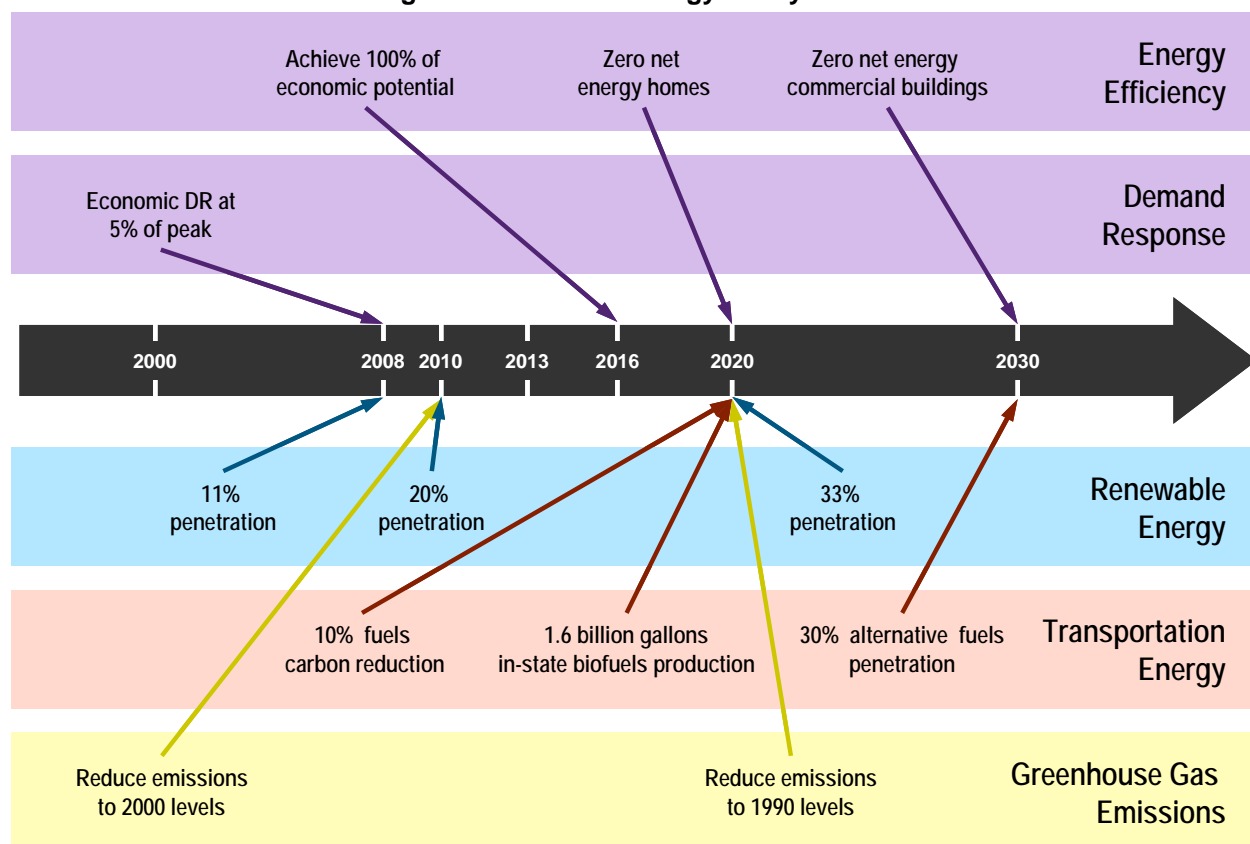 Achieve 100% of
economic potential
Zero net
energy homes
Zero net energy
commercial buildings
Energy
Efficiency
Economic DR at
5% of peak
Demand
Response
2000 2008 2010 2013 2016 2020 2030
11%
penetration
20%
penetration
33%
penetration
Renewable
Energy
10% fuels
carbon reduction
1.6 billion gallons
in-state biofuels production
30% alternative fuels
penetration
Transportation
Energy
Reduce emissions
to 2000 levels
Reduce emissions
to 1990 levels
Greenhouse Gas
Emissions